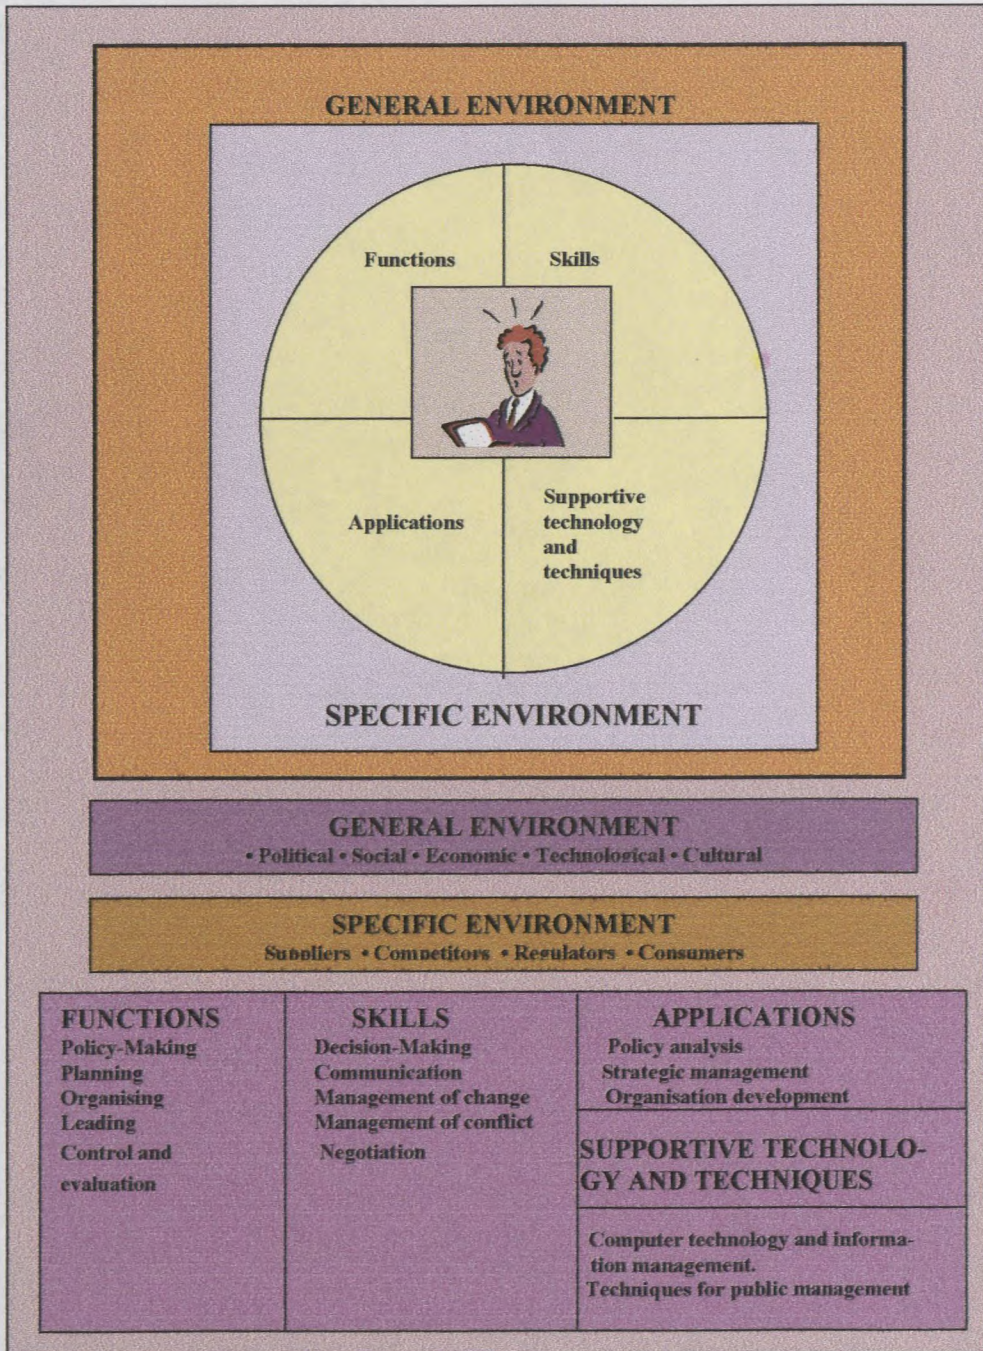 GENERAL ENVIRONMENT
Functions
Skills
Applications
Supportive
technology
and
techniques
SPECIFIC ENVIRONMENT
GENERAL ENVIRONMENT
• Political • Social • Economic • Technological • Cultural
SPECIFIC ENVIRONMENT
Suppliers • Competitors • Regulators • Consumers
FUNCTIONS
Policy-Making
Planning
Organising
Leading
Control and
evaluation
SKILLS
Decision-Making
Communication
Management of change
Management of conflict
Negotiation
APPLICATIONS
Policy analysis
Strategic management
Organisation development
SUPPORTIVE TECHNOLO-
GY AND TECHNIQUES
Computer technology and informa-
tion management.
Techniques for public management